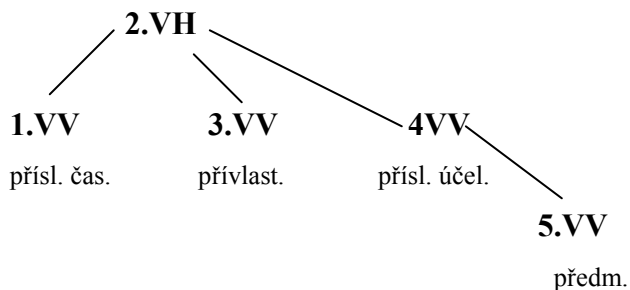 2.VH
1.VV 3.VV 4VV
přísl. čas. přívlast. přísl. účel.
5.VV
předm.